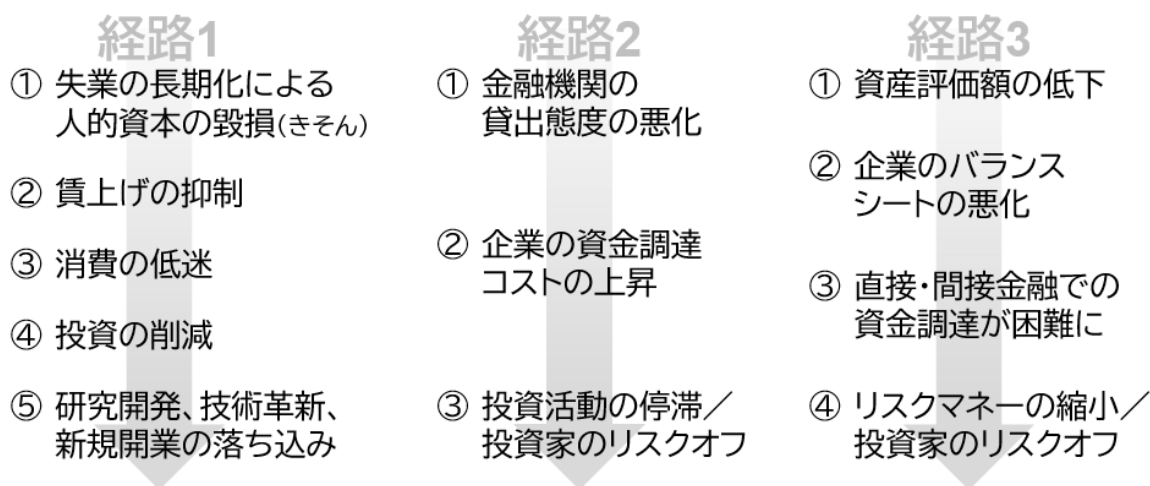 経路1
① 失業の長期化による
人的資本の毀損(きそん)
② 賃上げの抑制
③ 消費の低迷
④ 投資の削減
⑤ 研究開発、技術革新、
新規開業の落ち込み
経路2
① 金融機関の
貸出態度の悪化
② 企業の資金調達
コストの上昇
③ 投資活動の停滞／
投資家のリスクオフ
経路3
① 資産評価額の低下
② 企業のバランス
シートの悪化
③ 直接・間接金融での
資金調達が困難に
④ リスクマネーの縮小／
投資家のリスクオフ